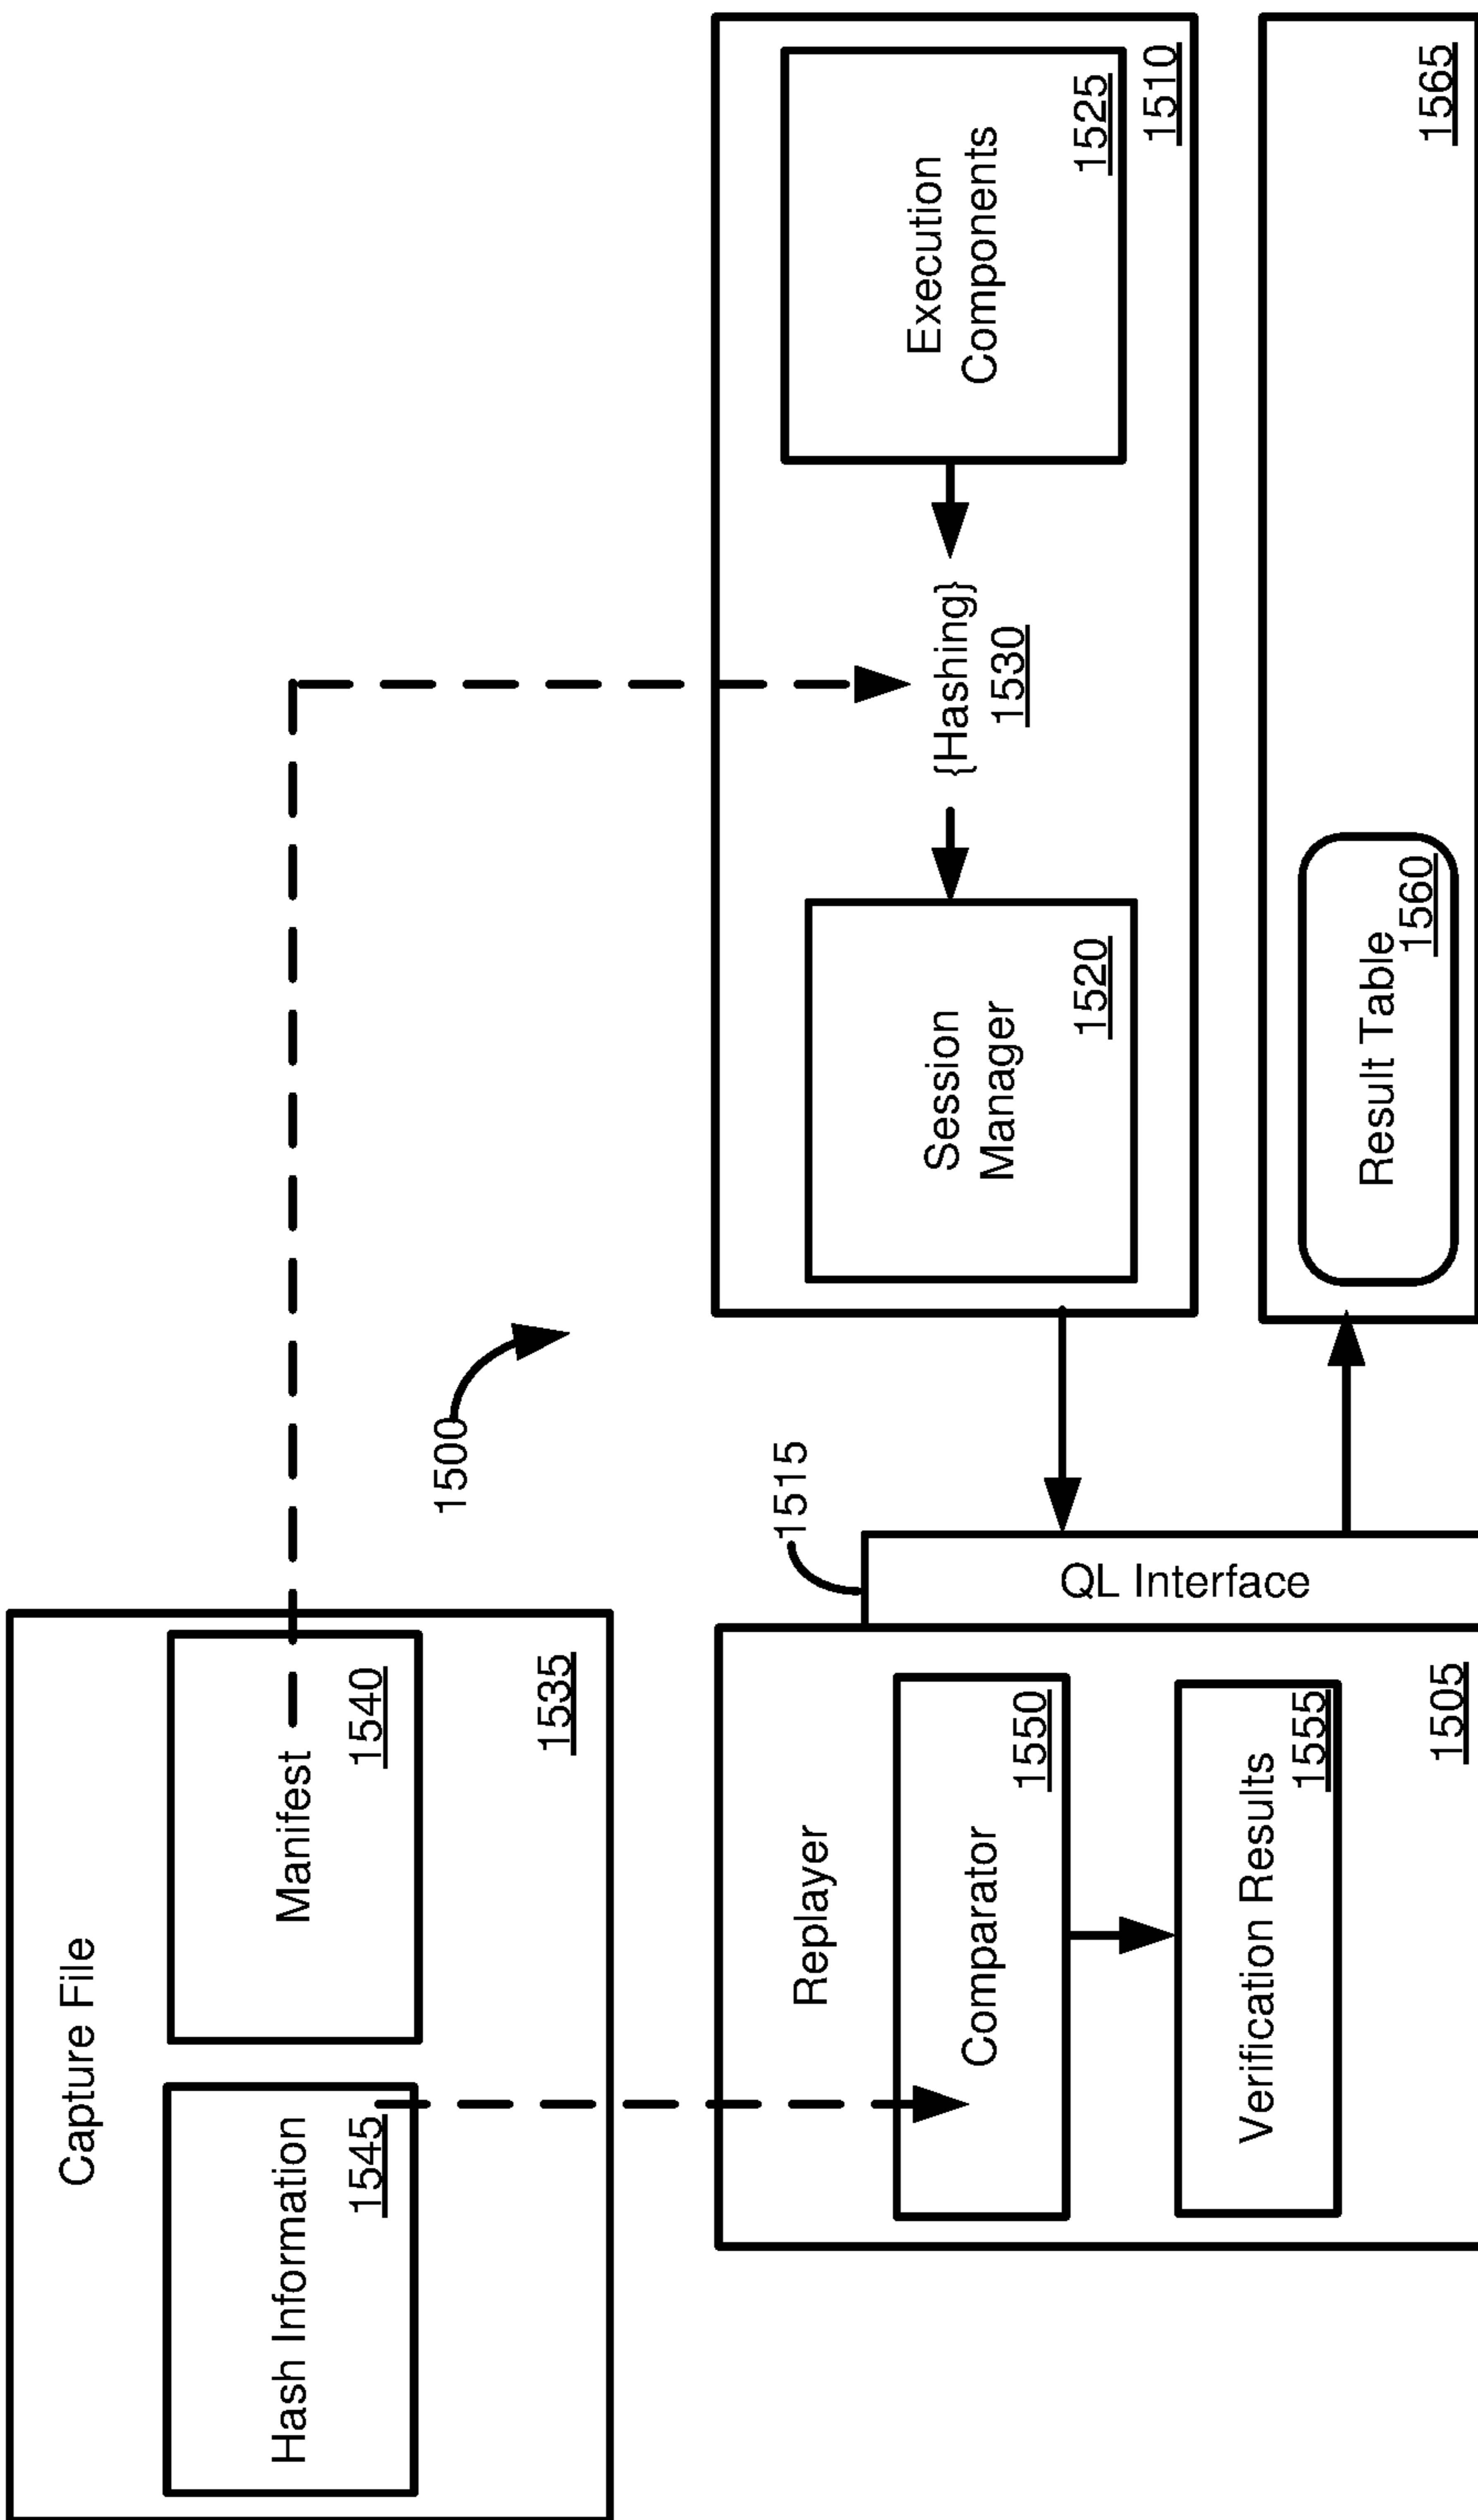 Capture File
Hash Information
1545
Manifest
1540
1535
1500
Replayer
Comparator
1550
Verification Results
1555
1505
1515
QL Interface
Session
Manager
1520
{Hashing}
1530
Execution
Components
1525
1510
Result Table
1560
1565